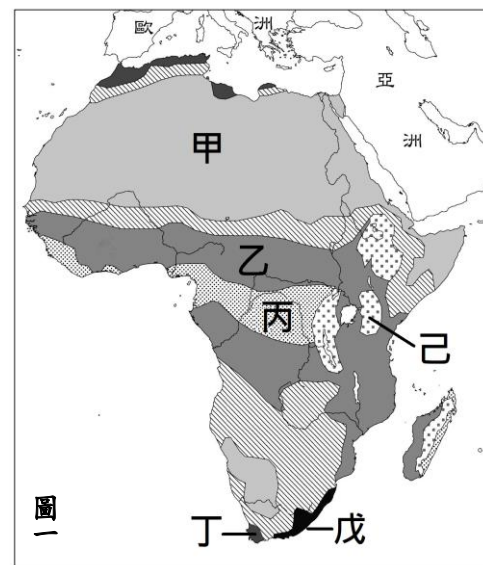 歐
洲
亞
洲
甲
乙
丙
己
丁
戊
圖一